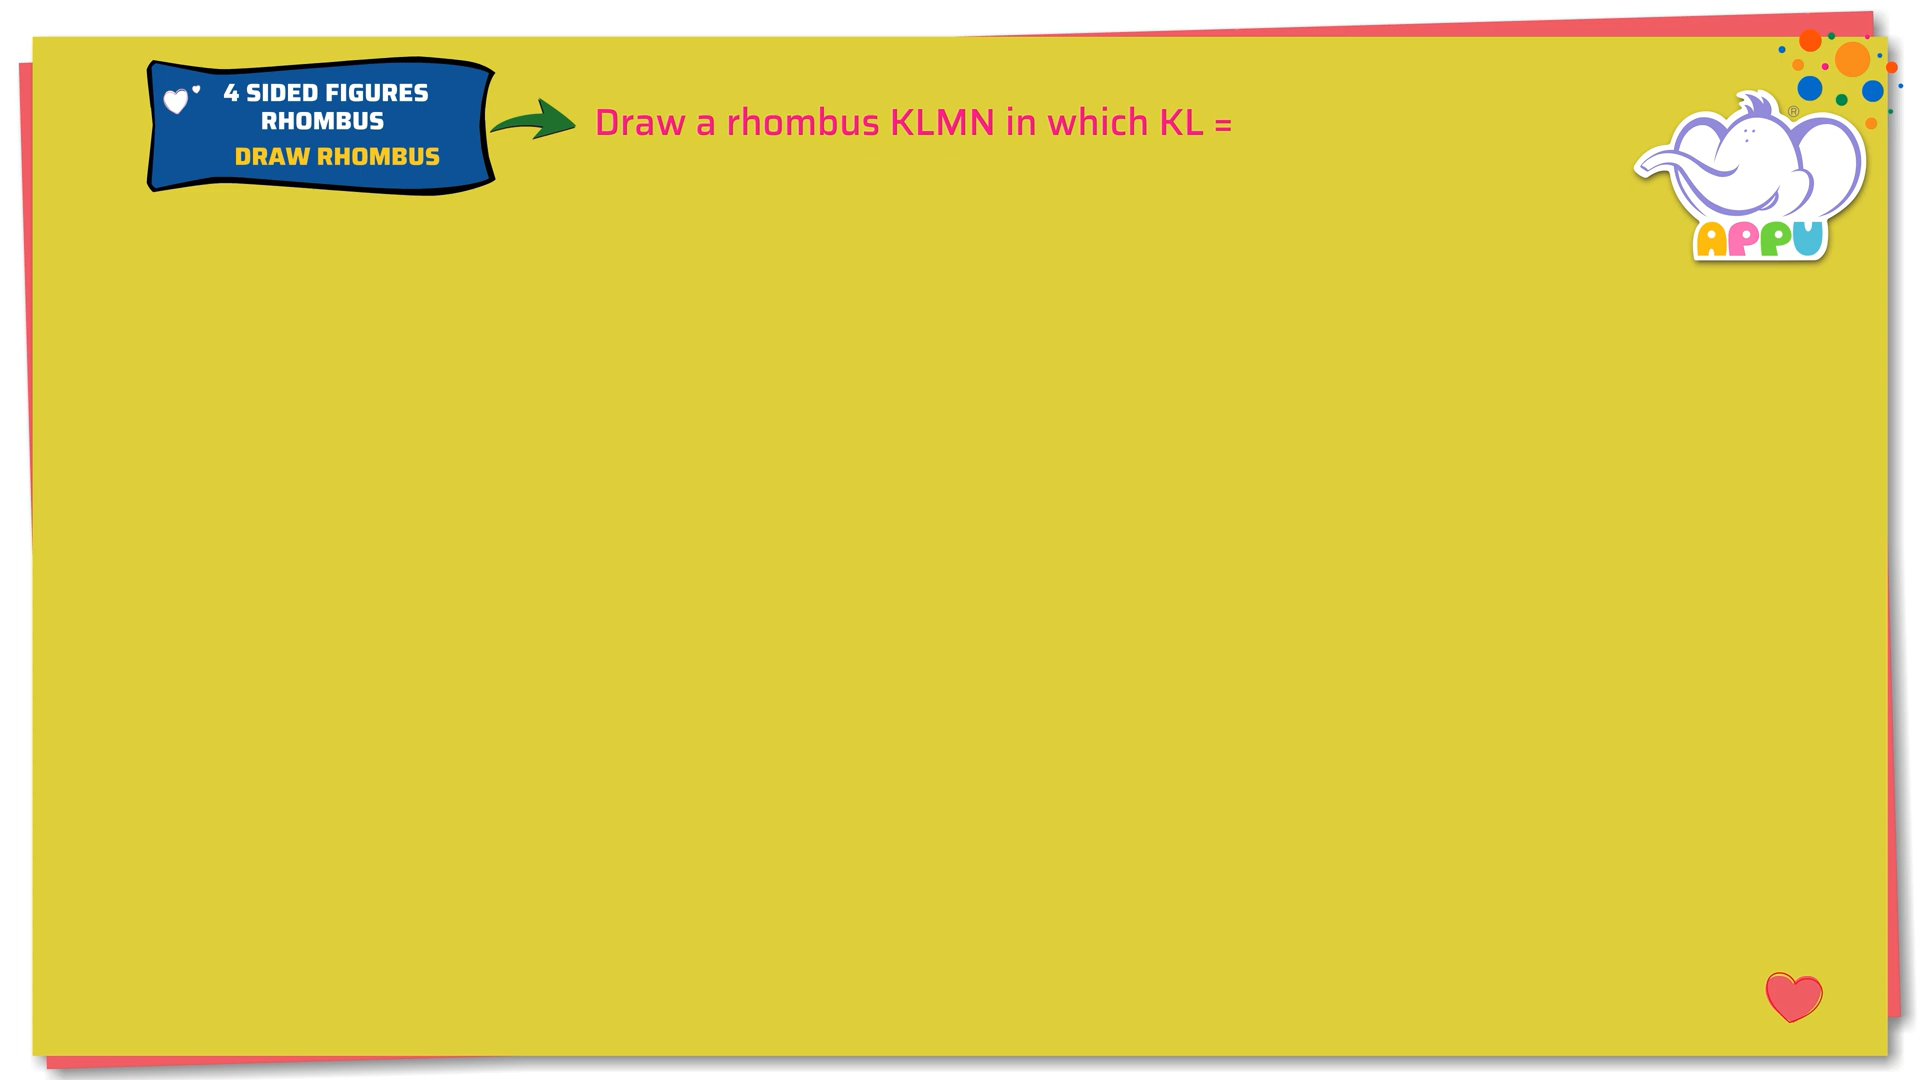 4 SIDED FIGURES
RHOMBUS
DRAW RHOMBUS
Draw a rhombus KLMN in which KL =
®
APPU